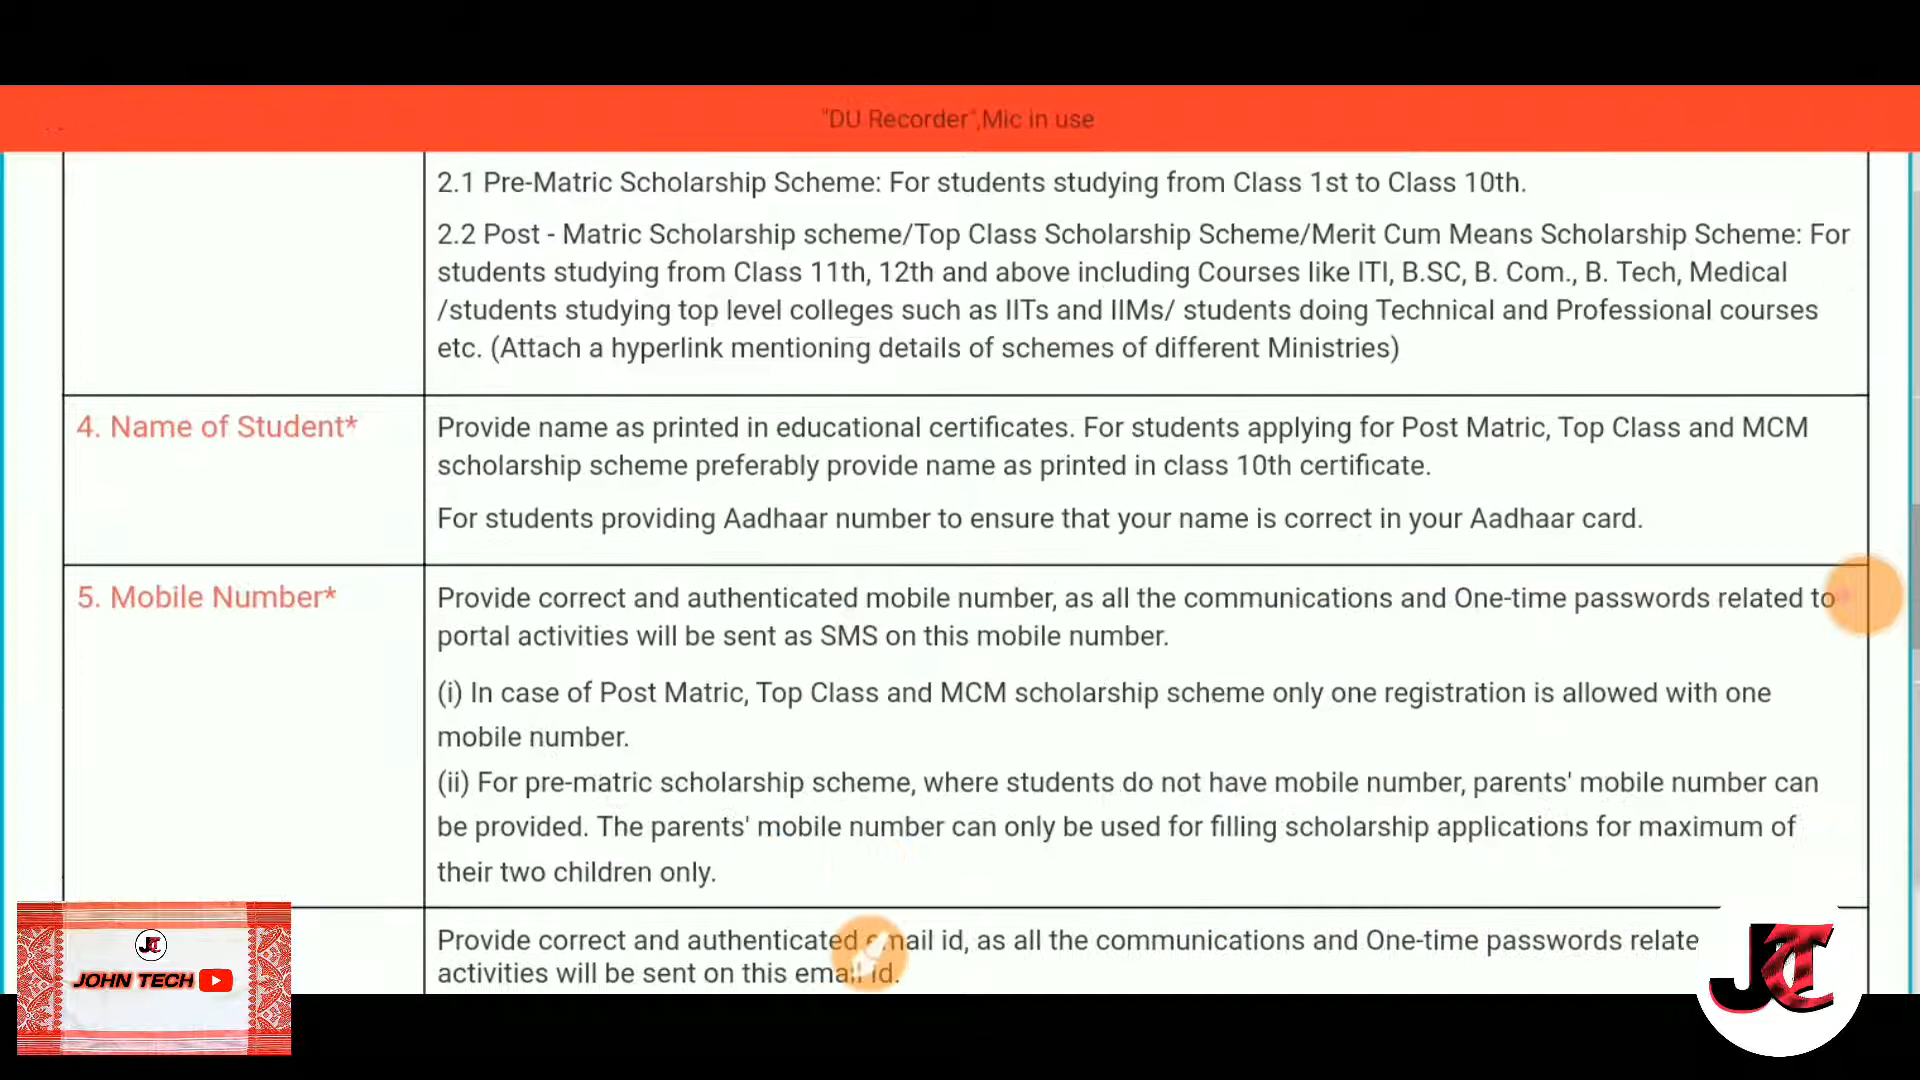 "DU Recorder",Mic in use
2.1 Pre-Matric Scholarship Scheme: For students studying from Class 1st to Class 10th.
2.2 Post - Matric Scholarship scheme/Top Class Scholarship Scheme/Merit Cum Means Scholarship Scheme: For
students studying from Class 11th, 12th and above including Courses like ITI, B.SC, B. Com., B. Tech, Medical
/students studying top level colleges such as IITs and IIMs/ students doing Technical and Professional courses
etc. (Attach a hyperlink mentioning details of schemes of different Ministries)
4. Name of Student*
Provide name as printed in educational certificates. For students applying for Post Matric, Top Class and MCM
scholarship scheme preferably provide name as printed in class 10th certificate.
For students providing Aadhaar number to ensure that your name is correct in your Aadhaar card.
5. Mobile Number*
Provide correct and authenticated mobile number, as all the communications and One-time passwords related to
portal activities will be sent as SMS on this mobile number.
(i) In case of Post Matric, Top Class and MCM scholarship scheme only one registration is allowed with one
mobile number.
(ii) For pre-matric scholarship scheme, where students do not have mobile number, parents' mobile number can
be provided. The parents' mobile number can only be used for filling scholarship applications for maximum of
their two children only.
Provide correct and authenticated email id, as all the communications and One-time passwords relate
activities will be sent on this email id.
JT
JOHN TECH
JT